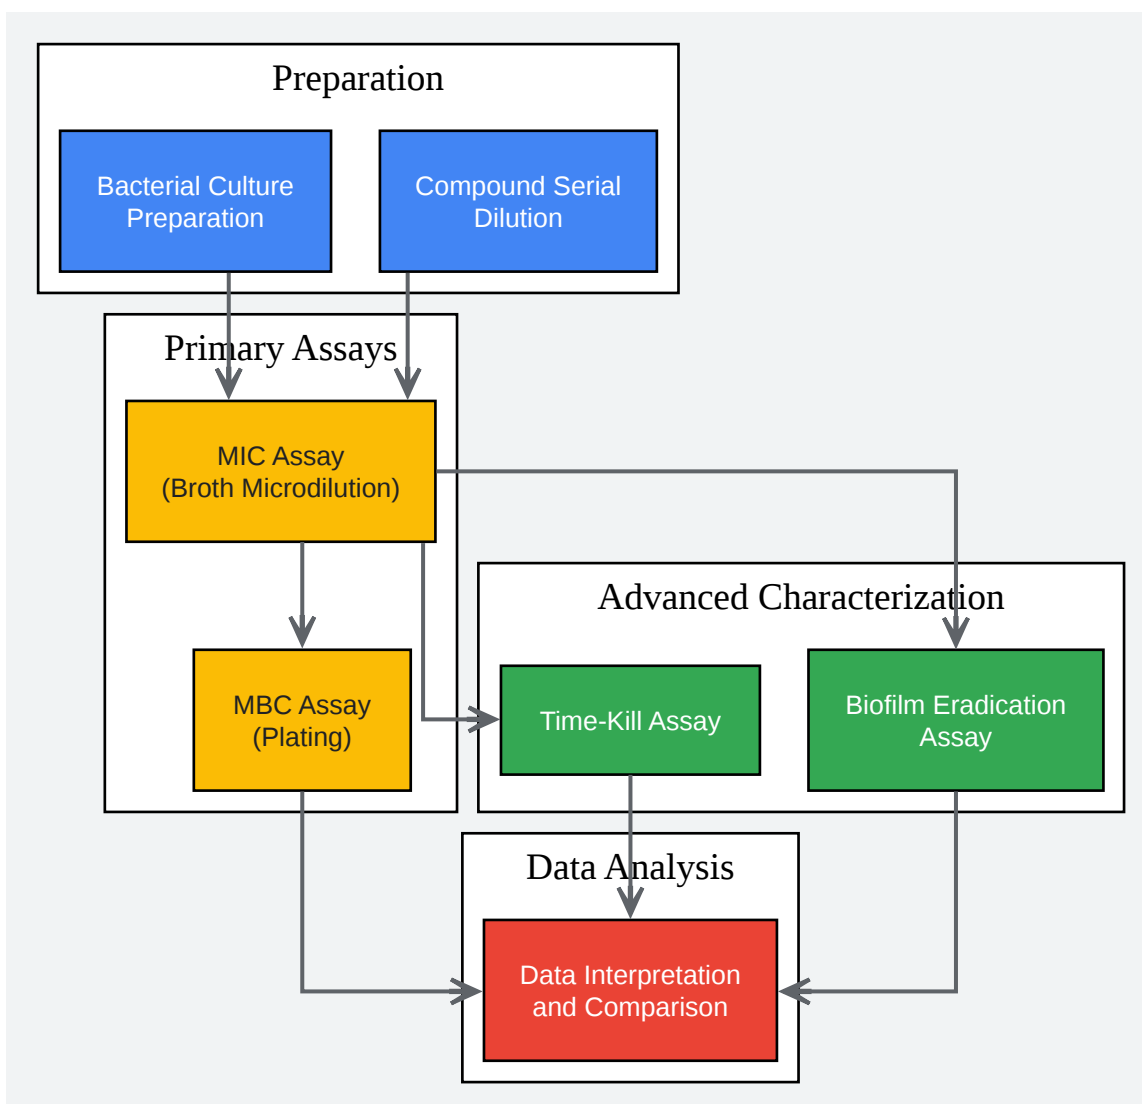 Preparation
Bacterial Culture
Preparation
Compound Serial
Dilution
Primary Assays
MIC Assay
(Broth Microdilution)
MBC Assay
(Plating)
Advanced Characterization
Time-Kill Assay
Biofilm Eradication
Assay
Data Analysis
Data Interpretation
and Comparison